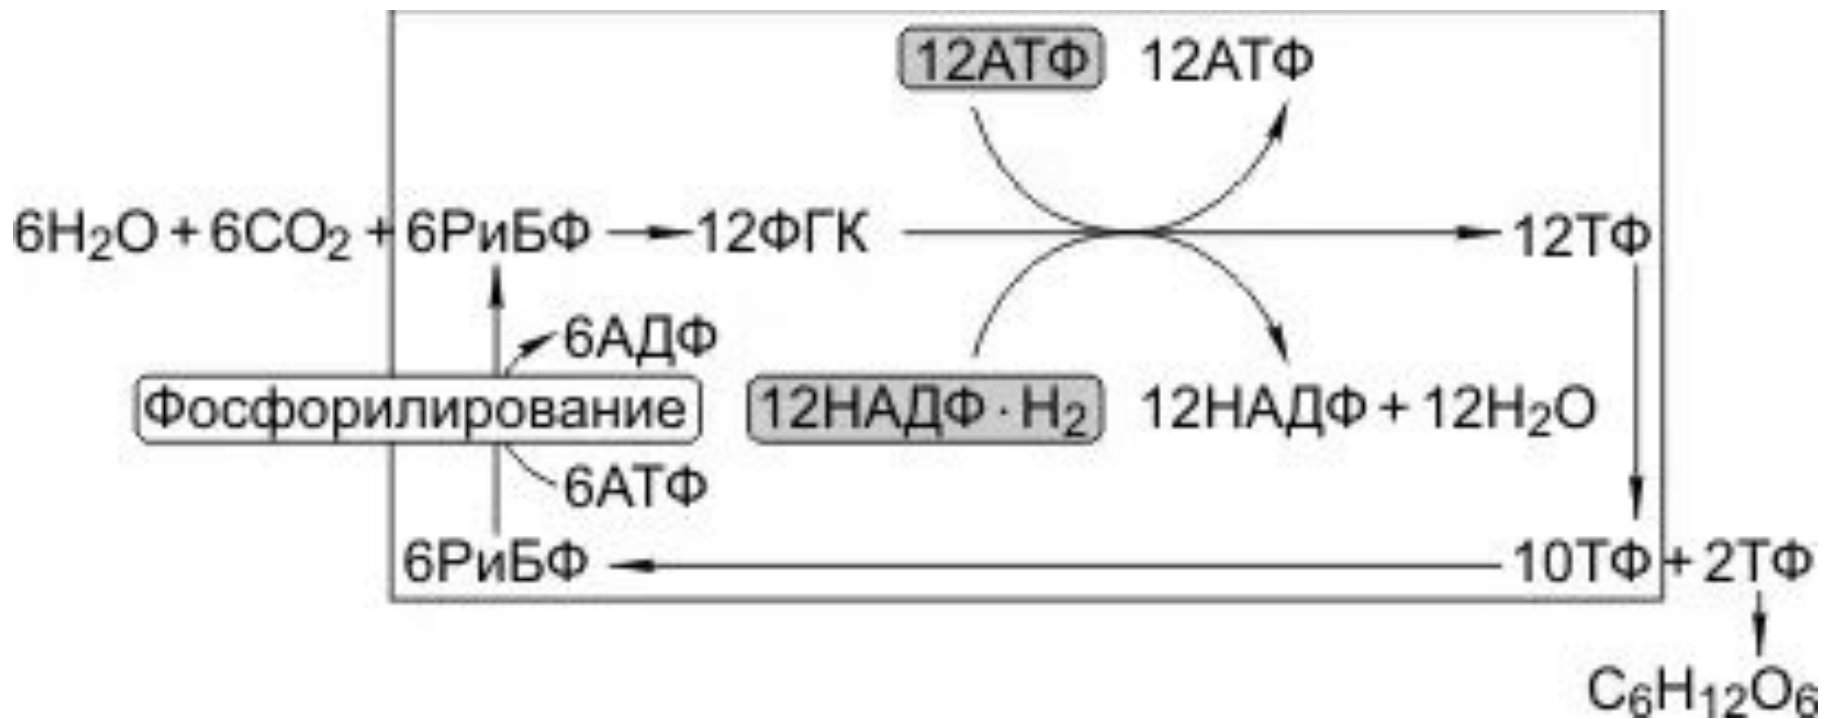 12АТФ 12АТФ
6H₂O + 6CO₂ + 6РиБФ 12ФГК 12ТФ
6АДФ
Фосфорилирование 12НАДФ · H₂ 12НАДФ + 12H₂O
6АТФ
6РиБФ 10ТФ + 2ТФ
C₆H₁₂O₆